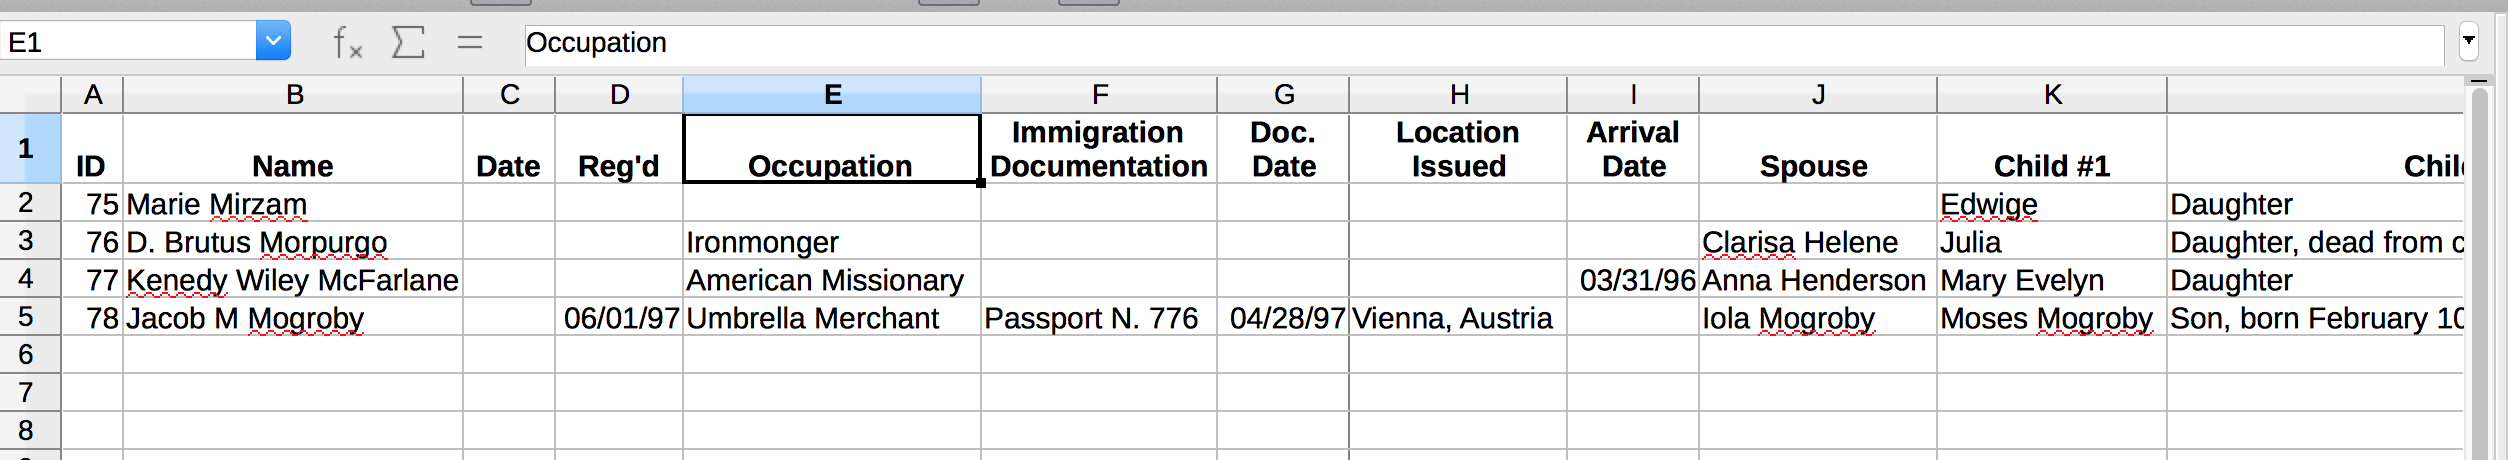 E1 fx Σ = Occupation
A B C D E F G H I J K
1 ID Name Date Reg'd Occupation Immigration Documentation Doc. Date Location Issued Arrival Date Spouse Child #1
2 75 Marie Mirzam Edwige Daughter
3 76 D. Brutus Morpurgo Ironmonger Clarisa Helene Julia Daughter, dead from
4 77 Kenedy Wiley McFarlane American Missionary 03/31/96 Anna Henderson Mary Evelyn Daughter
5 78 Jacob M Mogroby 06/01/97 Umbrella Merchant Passport N. 776 04/28/97 Vienna, Austria Iola Mogroby Moses Mogroby Son, born February 10
6
7
8